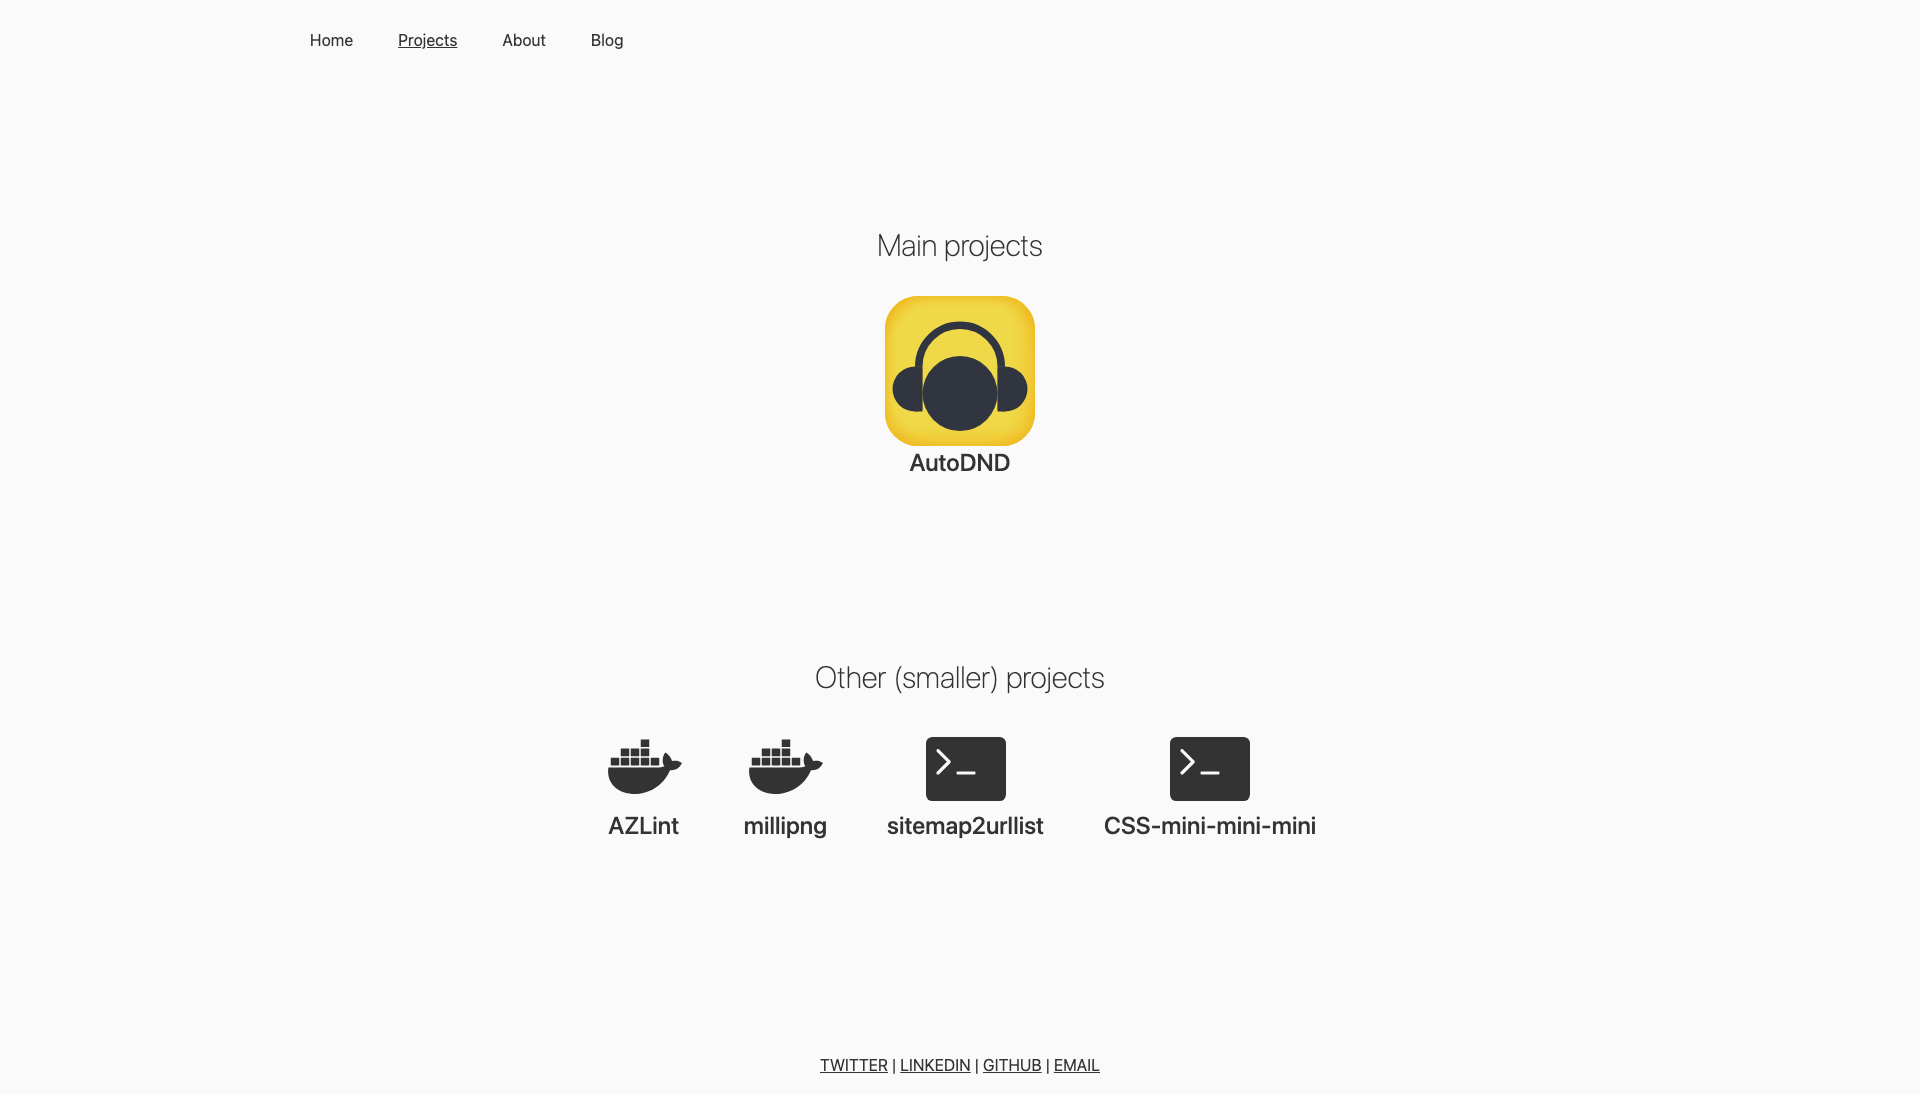 Home Projects About Blog
Main projects
AutoDND
Other (smaller) projects
AZLint millipng sitemap2urllist CSS-mini-mini-mini
TWITTER | LINKEDIN | GITHUB | EMAIL